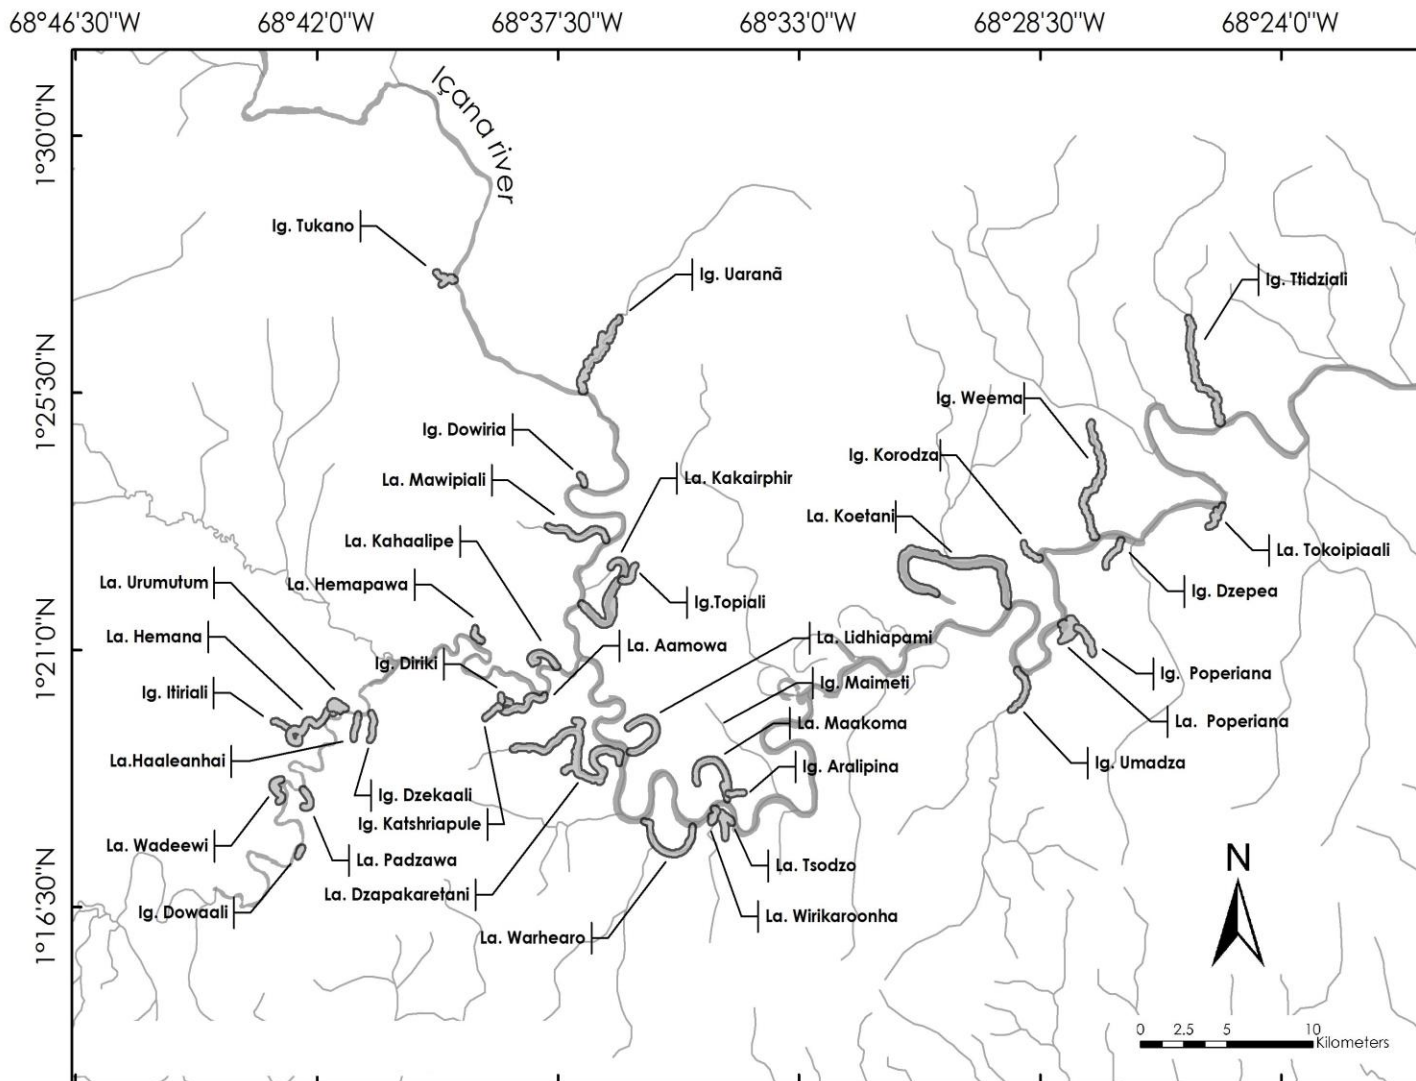 68°46'30"W
68°42'0"W
68°37'30"W
68°33'0"W
68°28'30"W
68°24'0"W
1°30'0"N
1°25'30"N
1°21'0"N
1°16'30"N
Içana river
Ig. Tukano
Ig. Uaranã
Ig. Ttidziali
Ig. Weema
Ig. Dowiria
Ig. Korodza
La. Mawipiali
La. Kakairphir
La. Koetani
La. Kahaalipe
La. Tokoipiaali
La. Urumutum
La. Hemapawa
Ig. Dzepea
Ig.Topiali
La. Hemana
La. Lidhiapami
La. Aamowa
Ig. Diriki
Ig. Poperiana
Ig. Maimeti
Ig. Itiriali
La. Poperiana
La. Maakoma
La.Haaleanhai
Ig. Umadza
Ig. Aralipina
Ig. Dzekaali
Ig. Katshriapule
La. Wadeewi
La. Padzawa
La. Tsodzo
La. Dzapakaretani
Ig. Dowaali
La. Wirikaroonha
La. Warhearo
N
0 2.5 5 10
Kilometers